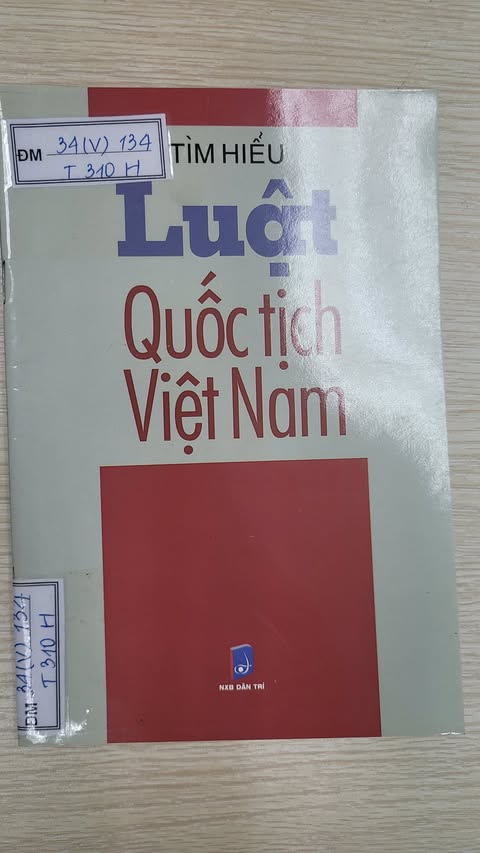 ĐM 34(V) 134
T 310 H
TÌM HIỂU
Luật
Quốc tịch
Việt Nam
NXB DÂN TRÍ
ĐM 34(V) 134
T 310 H